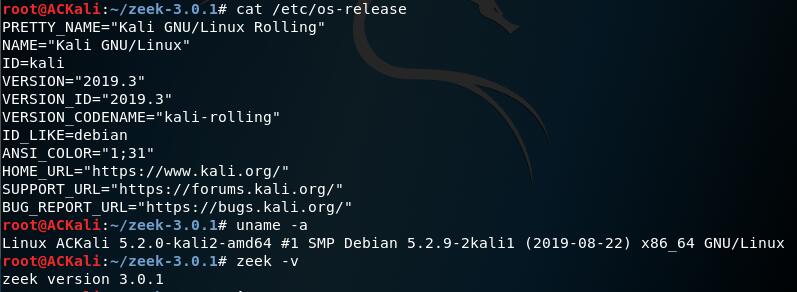 root@ACKali:~/zeek-3.0.1# cat /etc/os-release
PRETTY_NAME="Kali GNU/Linux Rolling"
NAME="Kali GNU/Linux"
ID=kali
VERSION="2019.3"
VERSION_ID="2019.3"
VERSION_CODENAME="kali-rolling"
ID_LIKE=debian
ANSI_COLOR="1;31"
HOME_URL="https://www.kali.org/"
SUPPORT_URL="https://forums.kali.org/"
BUG_REPORT_URL="https://bugs.kali.org/"
root@ACKali:~/zeek-3.0.1# uname -a
Linux ACKali 5.2.0-kali2-amd64 #1 SMP Debian 5.2.9-2kali1 (2019-08-22) x86_64 GNU/Linux
root@ACKali:~/zeek-3.0.1# zeek -v
zeek version 3.0.1